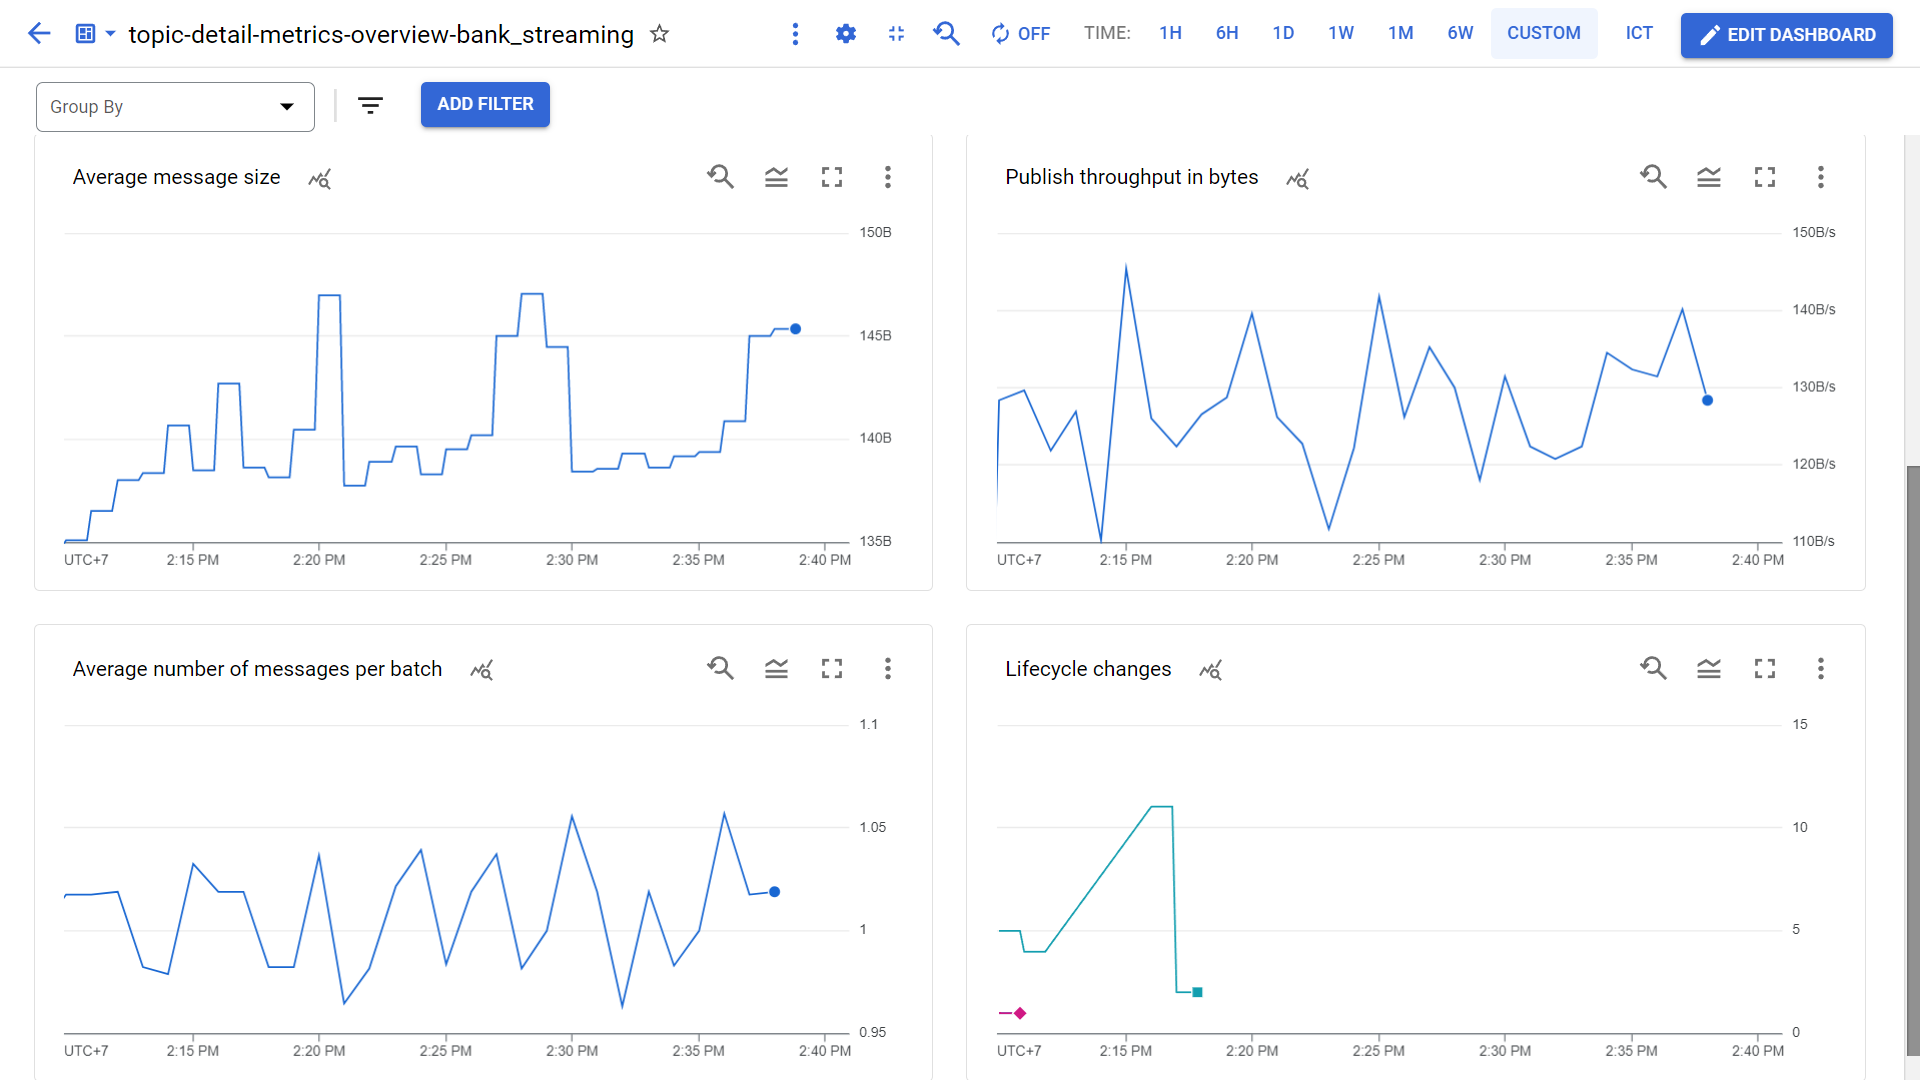 topic-detail-metrics-overview-bank_streaming OFF TIME: 1H 6H 1D 1W 1M 6W CUSTOM ICT EDIT DASHBOARD
Group By ADD FILTER
Average message size
150B
145B
140B
135B
UTC+7 2:15 PM 2:20 PM 2:25 PM 2:30 PM 2:35 PM 2:40 PM
Publish throughput in bytes
150B/s
140B/s
130B/s
120B/s
110B/s
UTC+7 2:15 PM 2:20 PM 2:25 PM 2:30 PM 2:35 PM 2:40 PM
Average number of messages per batch
1.1
1.05
1
0.95
UTC+7 2:15 PM 2:20 PM 2:25 PM 2:30 PM 2:35 PM 2:40 PM
Lifecycle changes
15
10
5
0
UTC+7 2:15 PM 2:20 PM 2:25 PM 2:30 PM 2:35 PM 2:40 PM